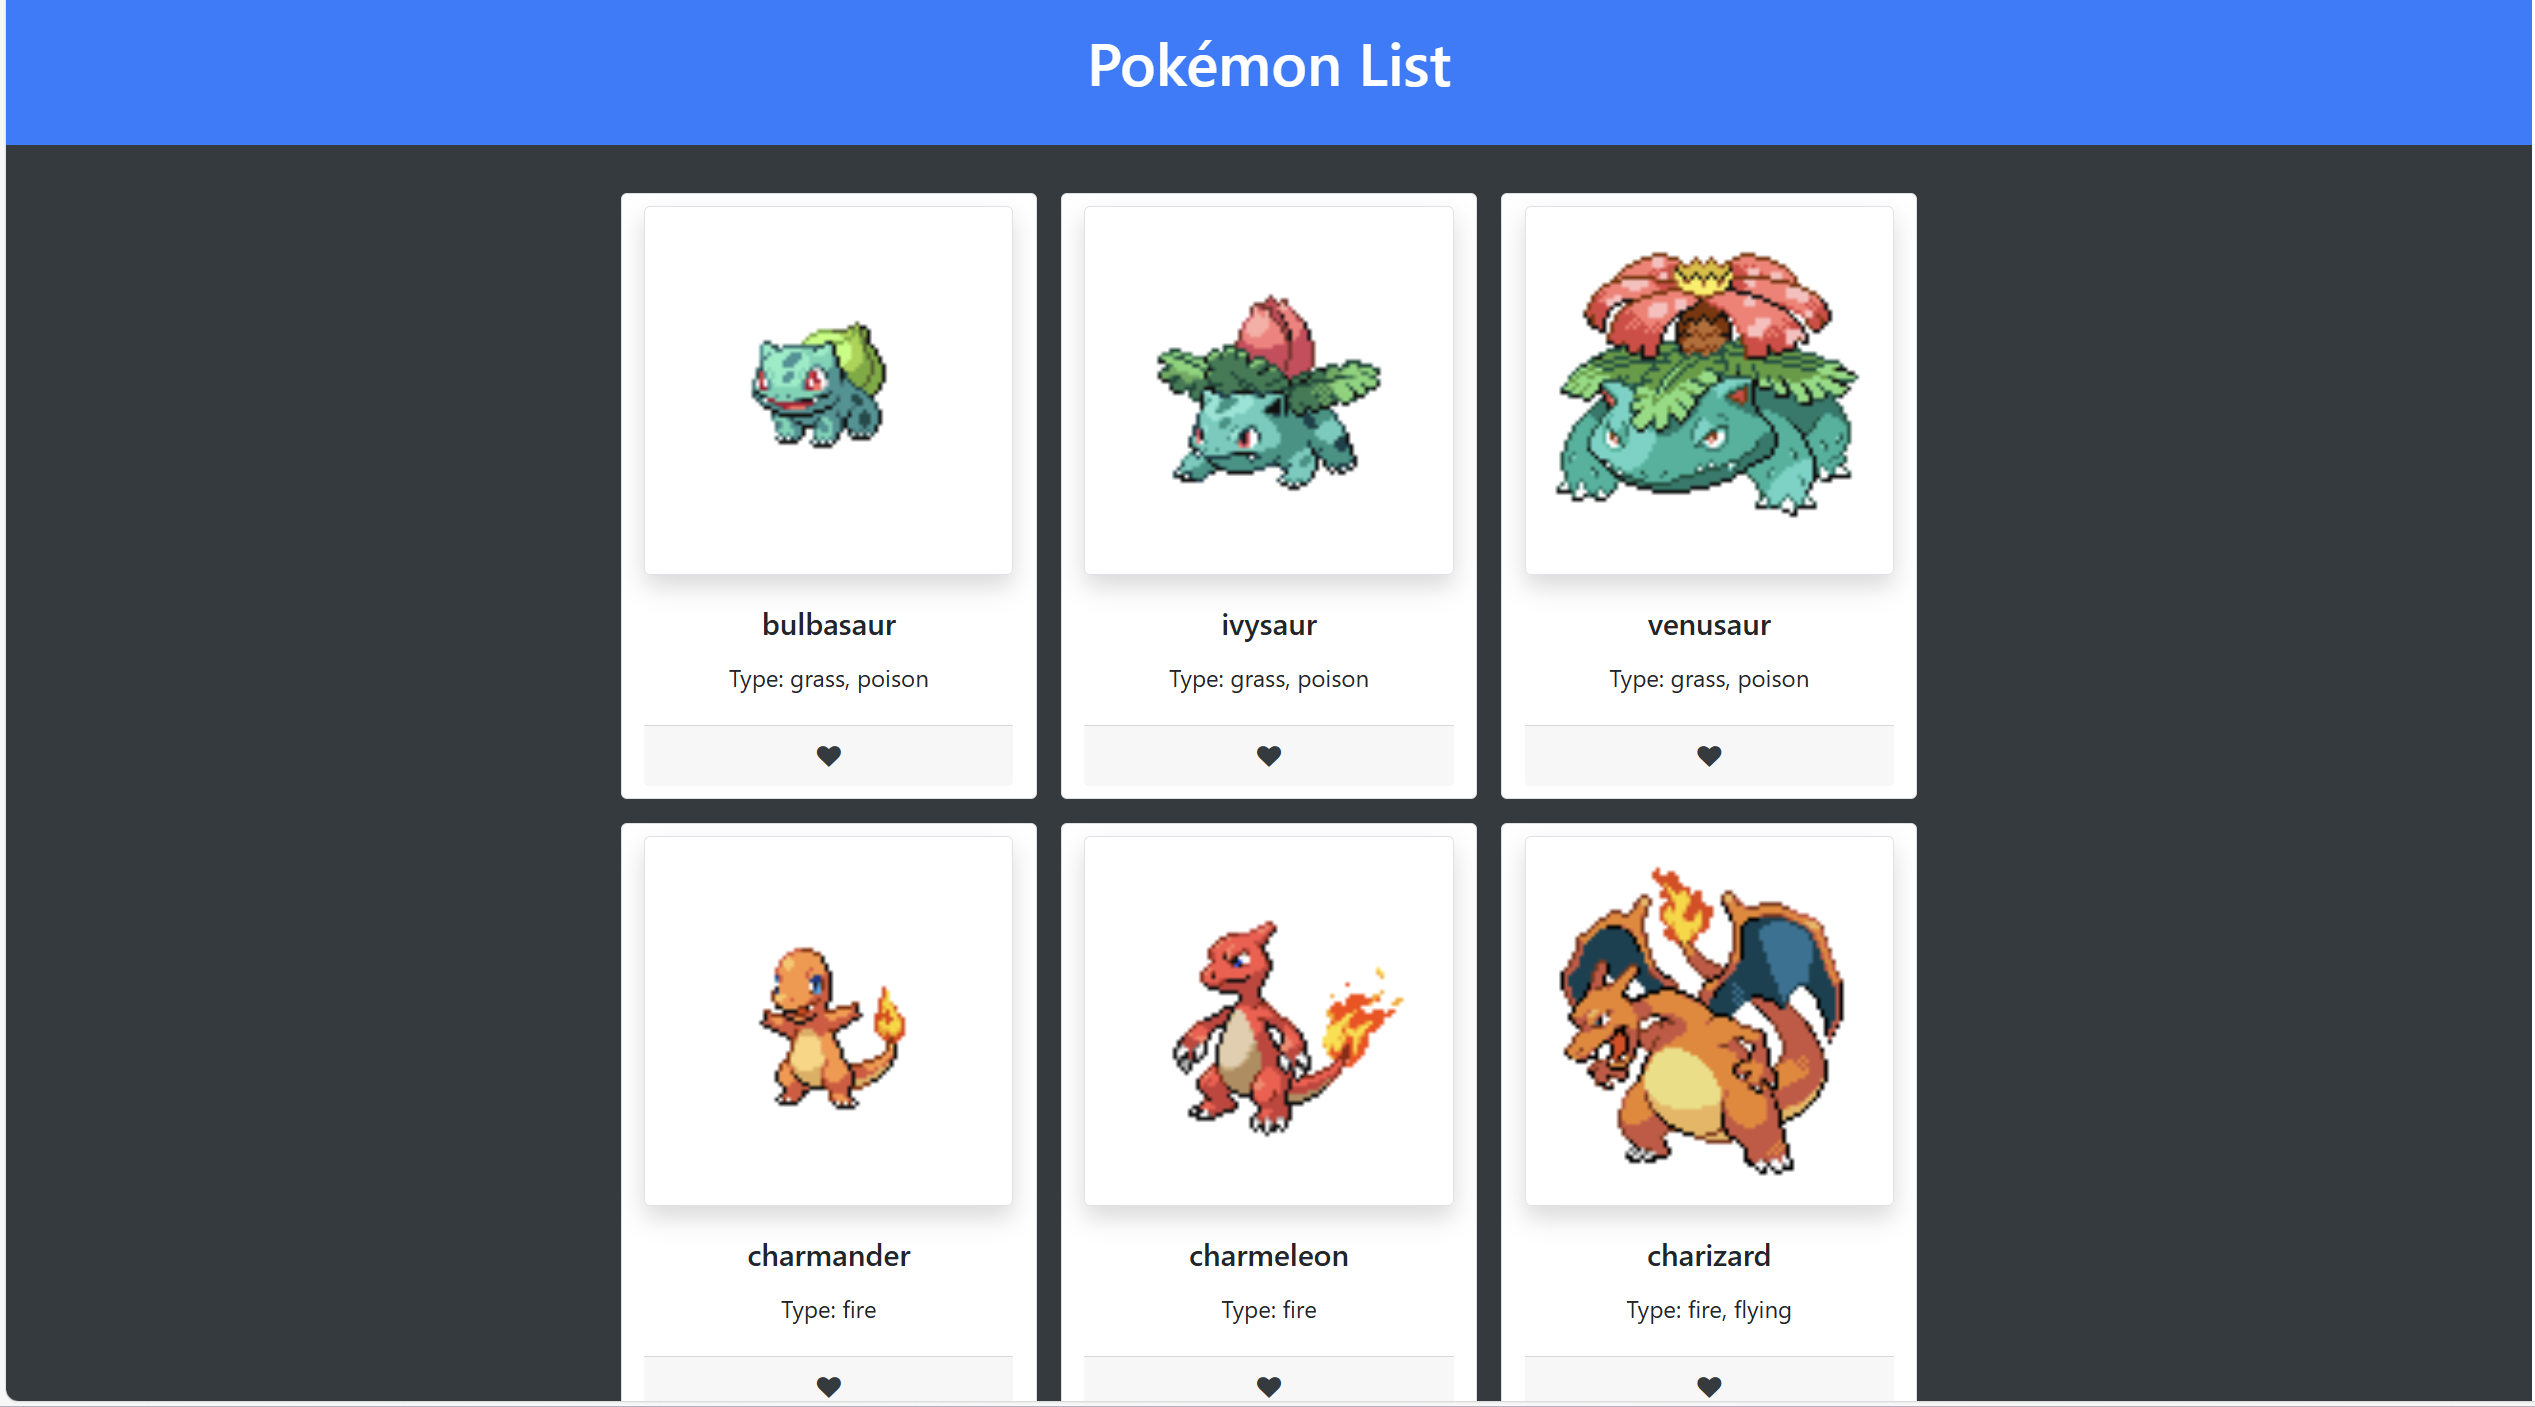 Pokémon List
bulbasaur
Type: grass, poison
ivysaur
Type: grass, poison
venusaur
Type: grass, poison
charmander
Type: fire
charmeleon
Type: fire
charizard
Type: fire, flying